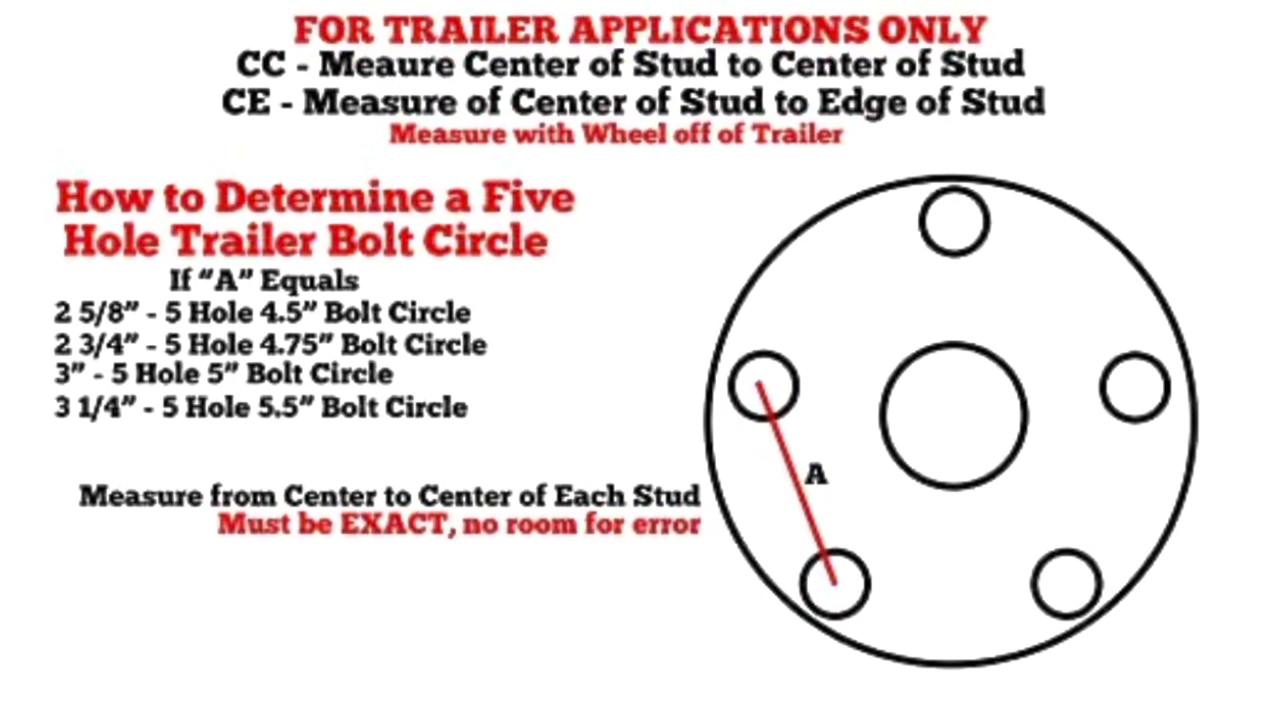 FOR TRAILER APPLICATIONS ONLY
CC - Meaure Center of Stud to Center of Stud
CE - Measure of Center of Stud to Edge of Stud
Measure with Wheel off of Trailer
How to Determine a Five
Hole Trailer Bolt Circle
If “A” Equals
2 5/8” - 5 Hole 4.5” Bolt Circle
2 3/4” - 5 Hole 4.75” Bolt Circle
3” - 5 Hole 5” Bolt Circle
3 1/4” - 5 Hole 5.5” Bolt Circle
A
Measure from Center to Center of Each Stud
Must be EXACT, no room for error